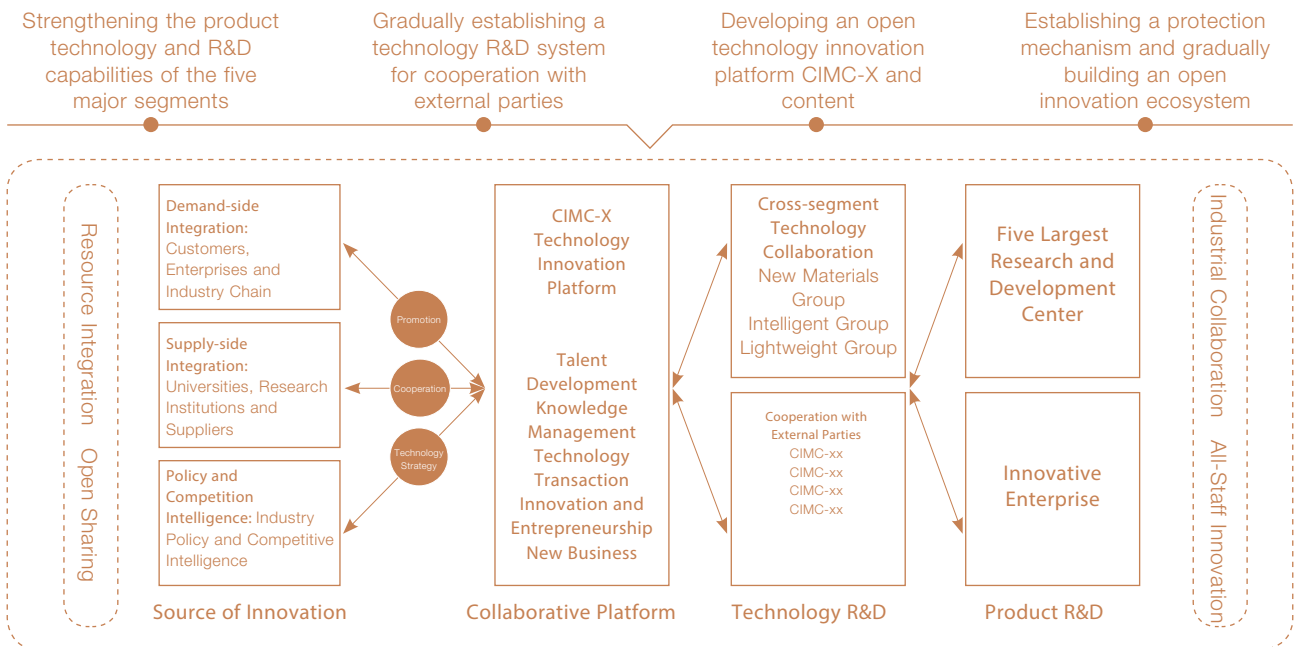 Strengthening the product
technology and R&D
capabilities of the five
major segments
Gradually establishing a
technology R&D system
for cooperation with
external parties
Developing an open
technology innovation
platform CIMC-X and
content
Establishing a protection
mechanism and gradually
building an open
innovation ecosystem
Resource Integration Open Sharing
Demand-side
Integration:
Customers,
Enterprises and
Industry Chain
Supply-side
Integration:
Universities, Research
Institutions and
Suppliers
Policy and
Competition
Intelligence: Industry
Policy and Competitive
Intelligence
Source of Innovation
Promotion
Cooperation
Technology
Strategy
CIMC-X
Technology
Innovation
Platform
Talent
Development
Knowledge
Management
Technology
Transaction
Innovation and
Entrepreneurship
New Business
Collaborative Platform
Cross-segment
Technology
Collaboration
New Materials
Group
Intelligent Group
Lightweight Group
Cooperation with
External Parties
CIMC-xx
CIMC-xx
CIMC-xx
CIMC-xx
Technology R&D
Five Largest
Research and
Development
Center
Innovative
Enterprise
Product R&D
Industrial Collaboration All-Staff Innovation